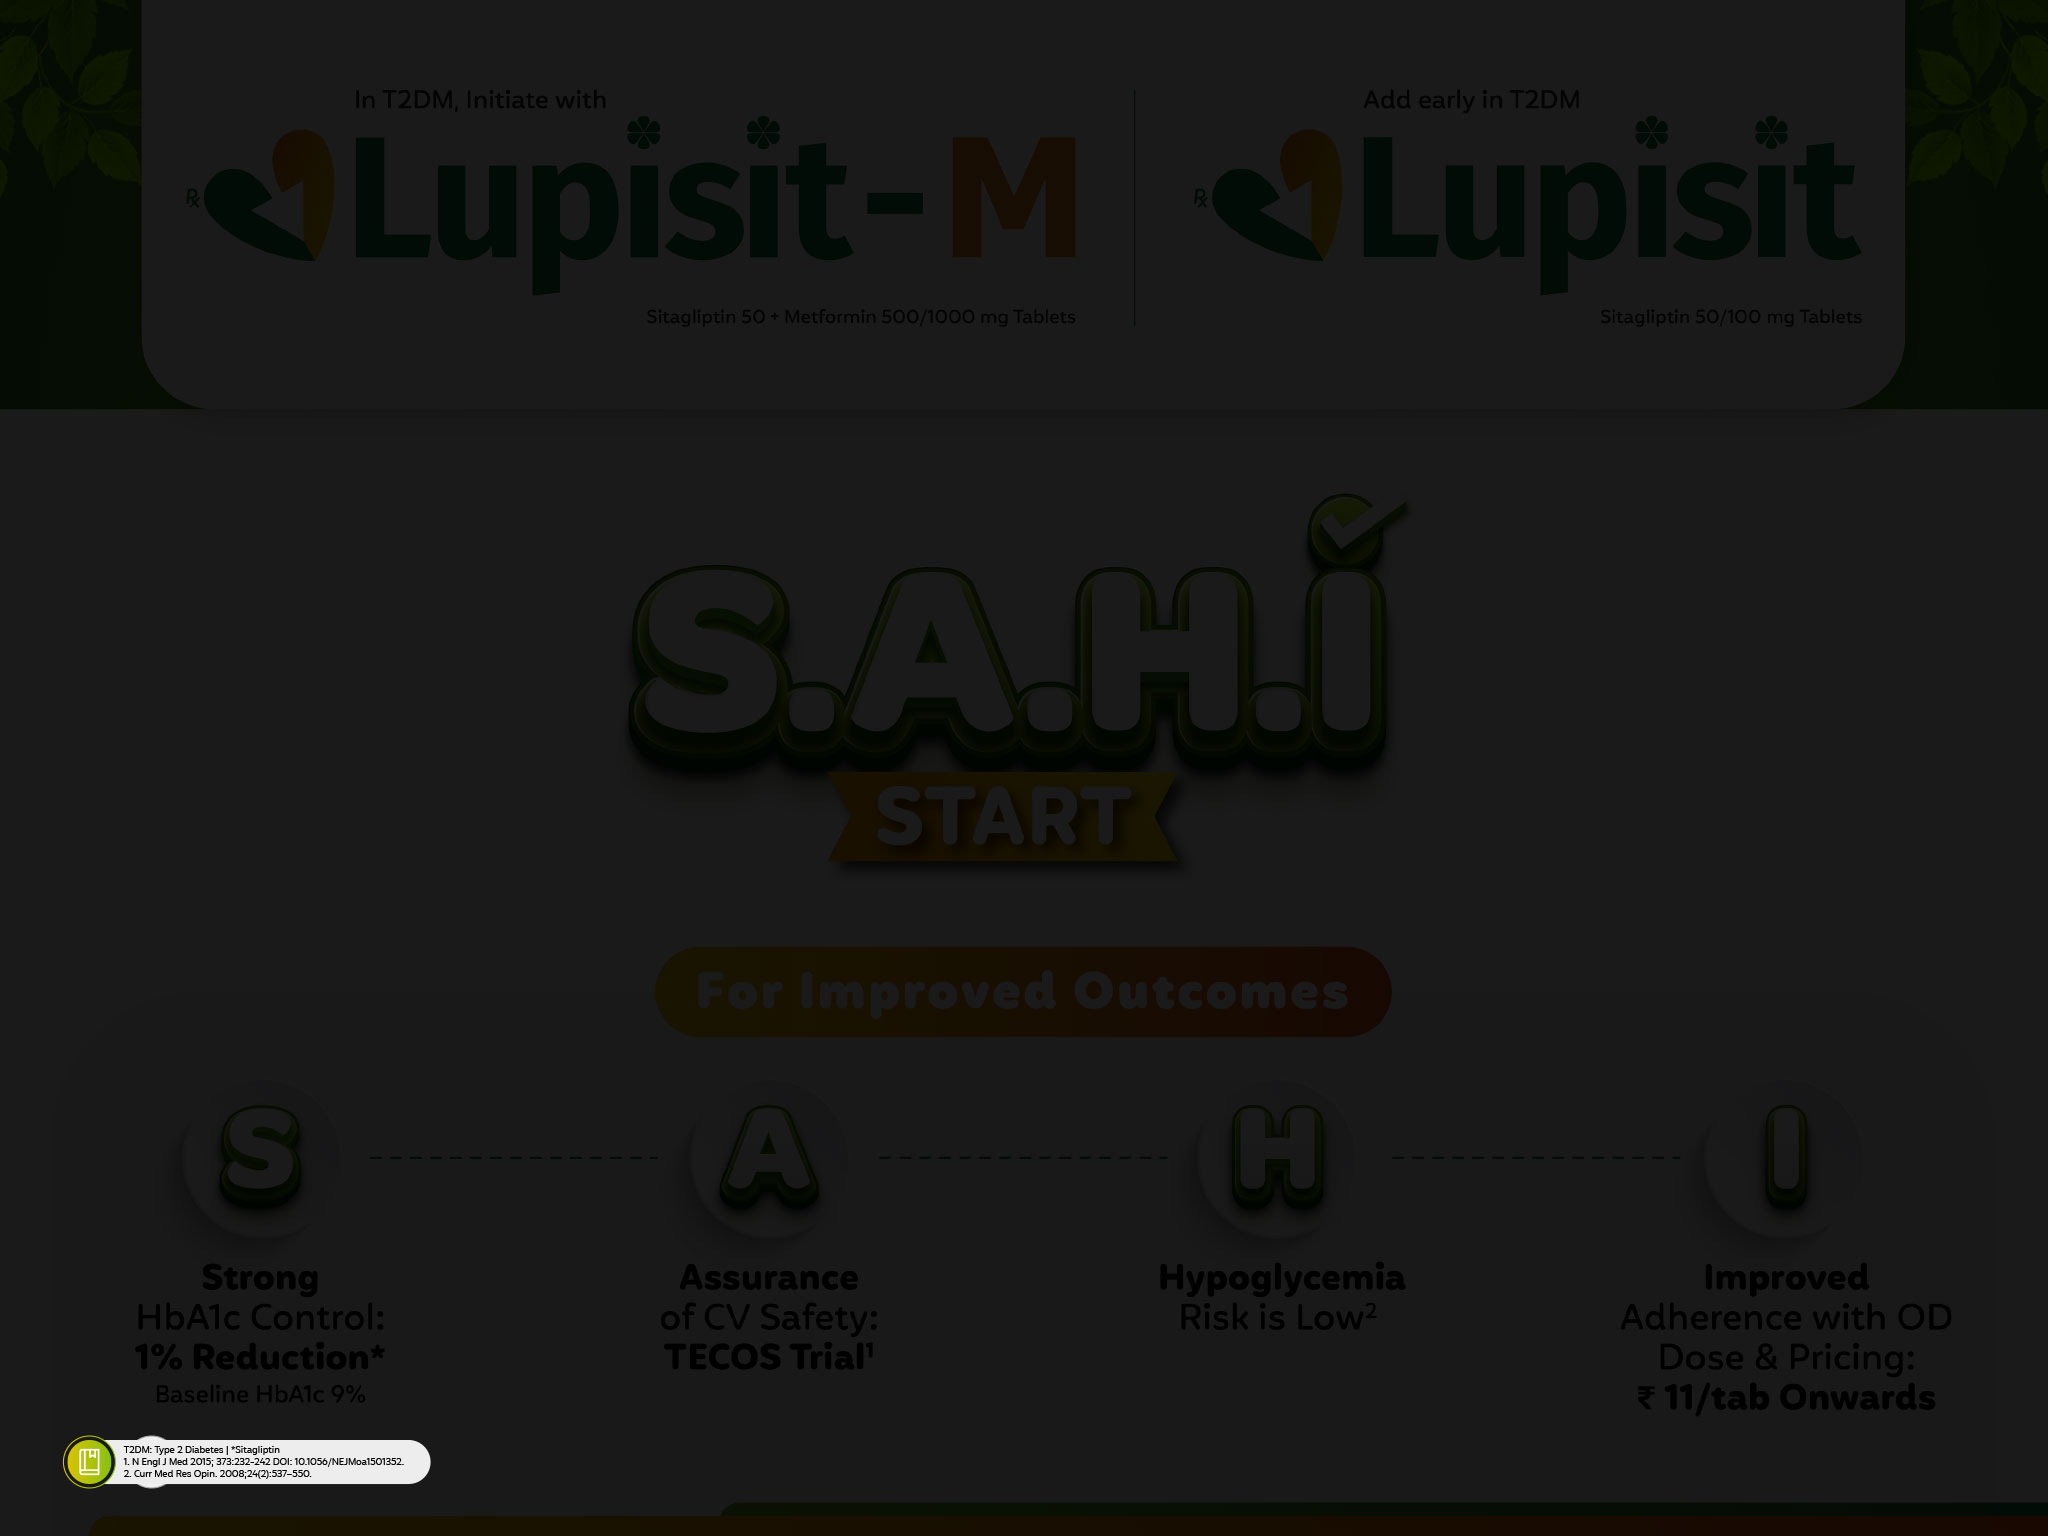 In T2DM, Initiate with
Rx Lupisit-M
Sitagliptin 50 + Metformin 500/1000 mg Tablets
Add early in T2DM
Rx Lupisit
Sitagliptin 50/100 mg Tablets
S.A.H.I
START
For Improved Outcomes
S
Strong
HbA1c Control:
1% Reduction*
Baseline HbA1c 9%
A
Assurance
of CV Safety:
TECOS Trial¹
H
Hypoglycemia
Risk is Low²
I
Improved
Adherence with OD
Dose & Pricing:
₹ 11/tab Onwards
T2DM: Type 2 Diabetes | *Sitagliptin
1. N Engl J Med 2015; 373:232-242 DOI: 10.1056/NEJMoa1501352.
2. Curr Med Res Opin. 2008;24(2):537–550.